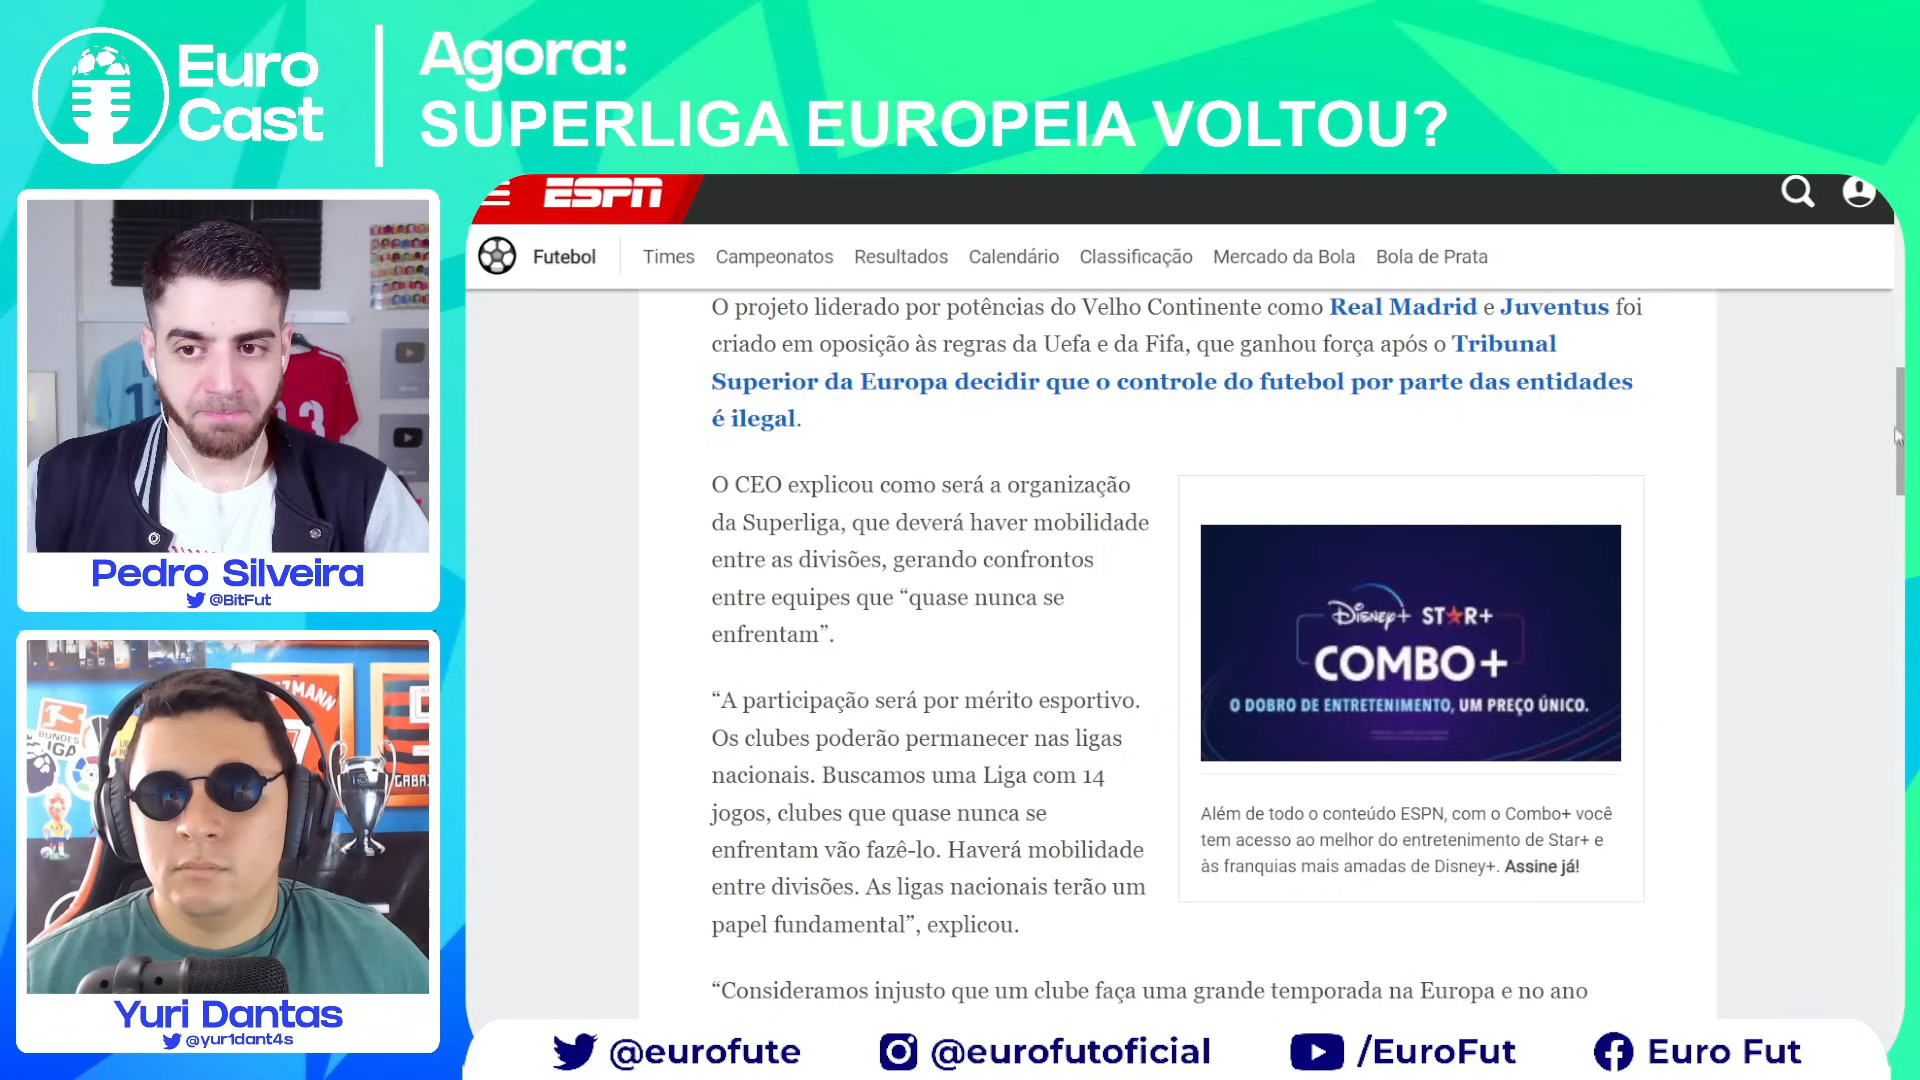 Euro
Cast
Agora:
SUPERLIGA EUROPEIA VOLTOU?
ESPN
Futebol
Times
Campeonatos
Resultados
Calendário
Classificação
Mercado da Bola
Bola de Prata
O projeto liderado por potências do Velho Continente como Real Madrid e Juventus foi
criado em oposição às regras da Uefa e da Fifa, que ganhou força após o Tribunal
Superior da Europa decidir que o controle do futebol por parte das entidades
é ilegal.
O CEO explicou como será a organização
da Superliga, que deverá haver mobilidade
entre as divisões, gerando confrontos
entre equipes que “quase nunca se
enfrentam”.
“A participação será por mérito esportivo.
Os clubes poderão permanecer nas ligas
nacionais. Buscamos uma Liga com 14
jogos, clubes que quase nunca se
enfrentam vão fazê-lo. Haverá mobilidade
entre divisões. As ligas nacionais terão um
papel fundamental”, explicou.
“Consideramos injusto que um clube faça uma grande temporada na Europa e no ano
Disney+ STAR+
COMBO+
O DOBRO DE ENTRETENIMENTO, UM PREÇO ÚNICO.
Além de todo o conteúdo ESPN, com o Combo+ você
tem acesso ao melhor do entretenimento de Star+ e
às franquias mais amadas de Disney+. Assine já!
Pedro Silveira
@BitFut
BUNDES
LIGA
ZMANN
GABA
Yuri Dantas
@yur1dant4s
@eurofute
@eurofutoficial
/EuroFut
Euro Fut